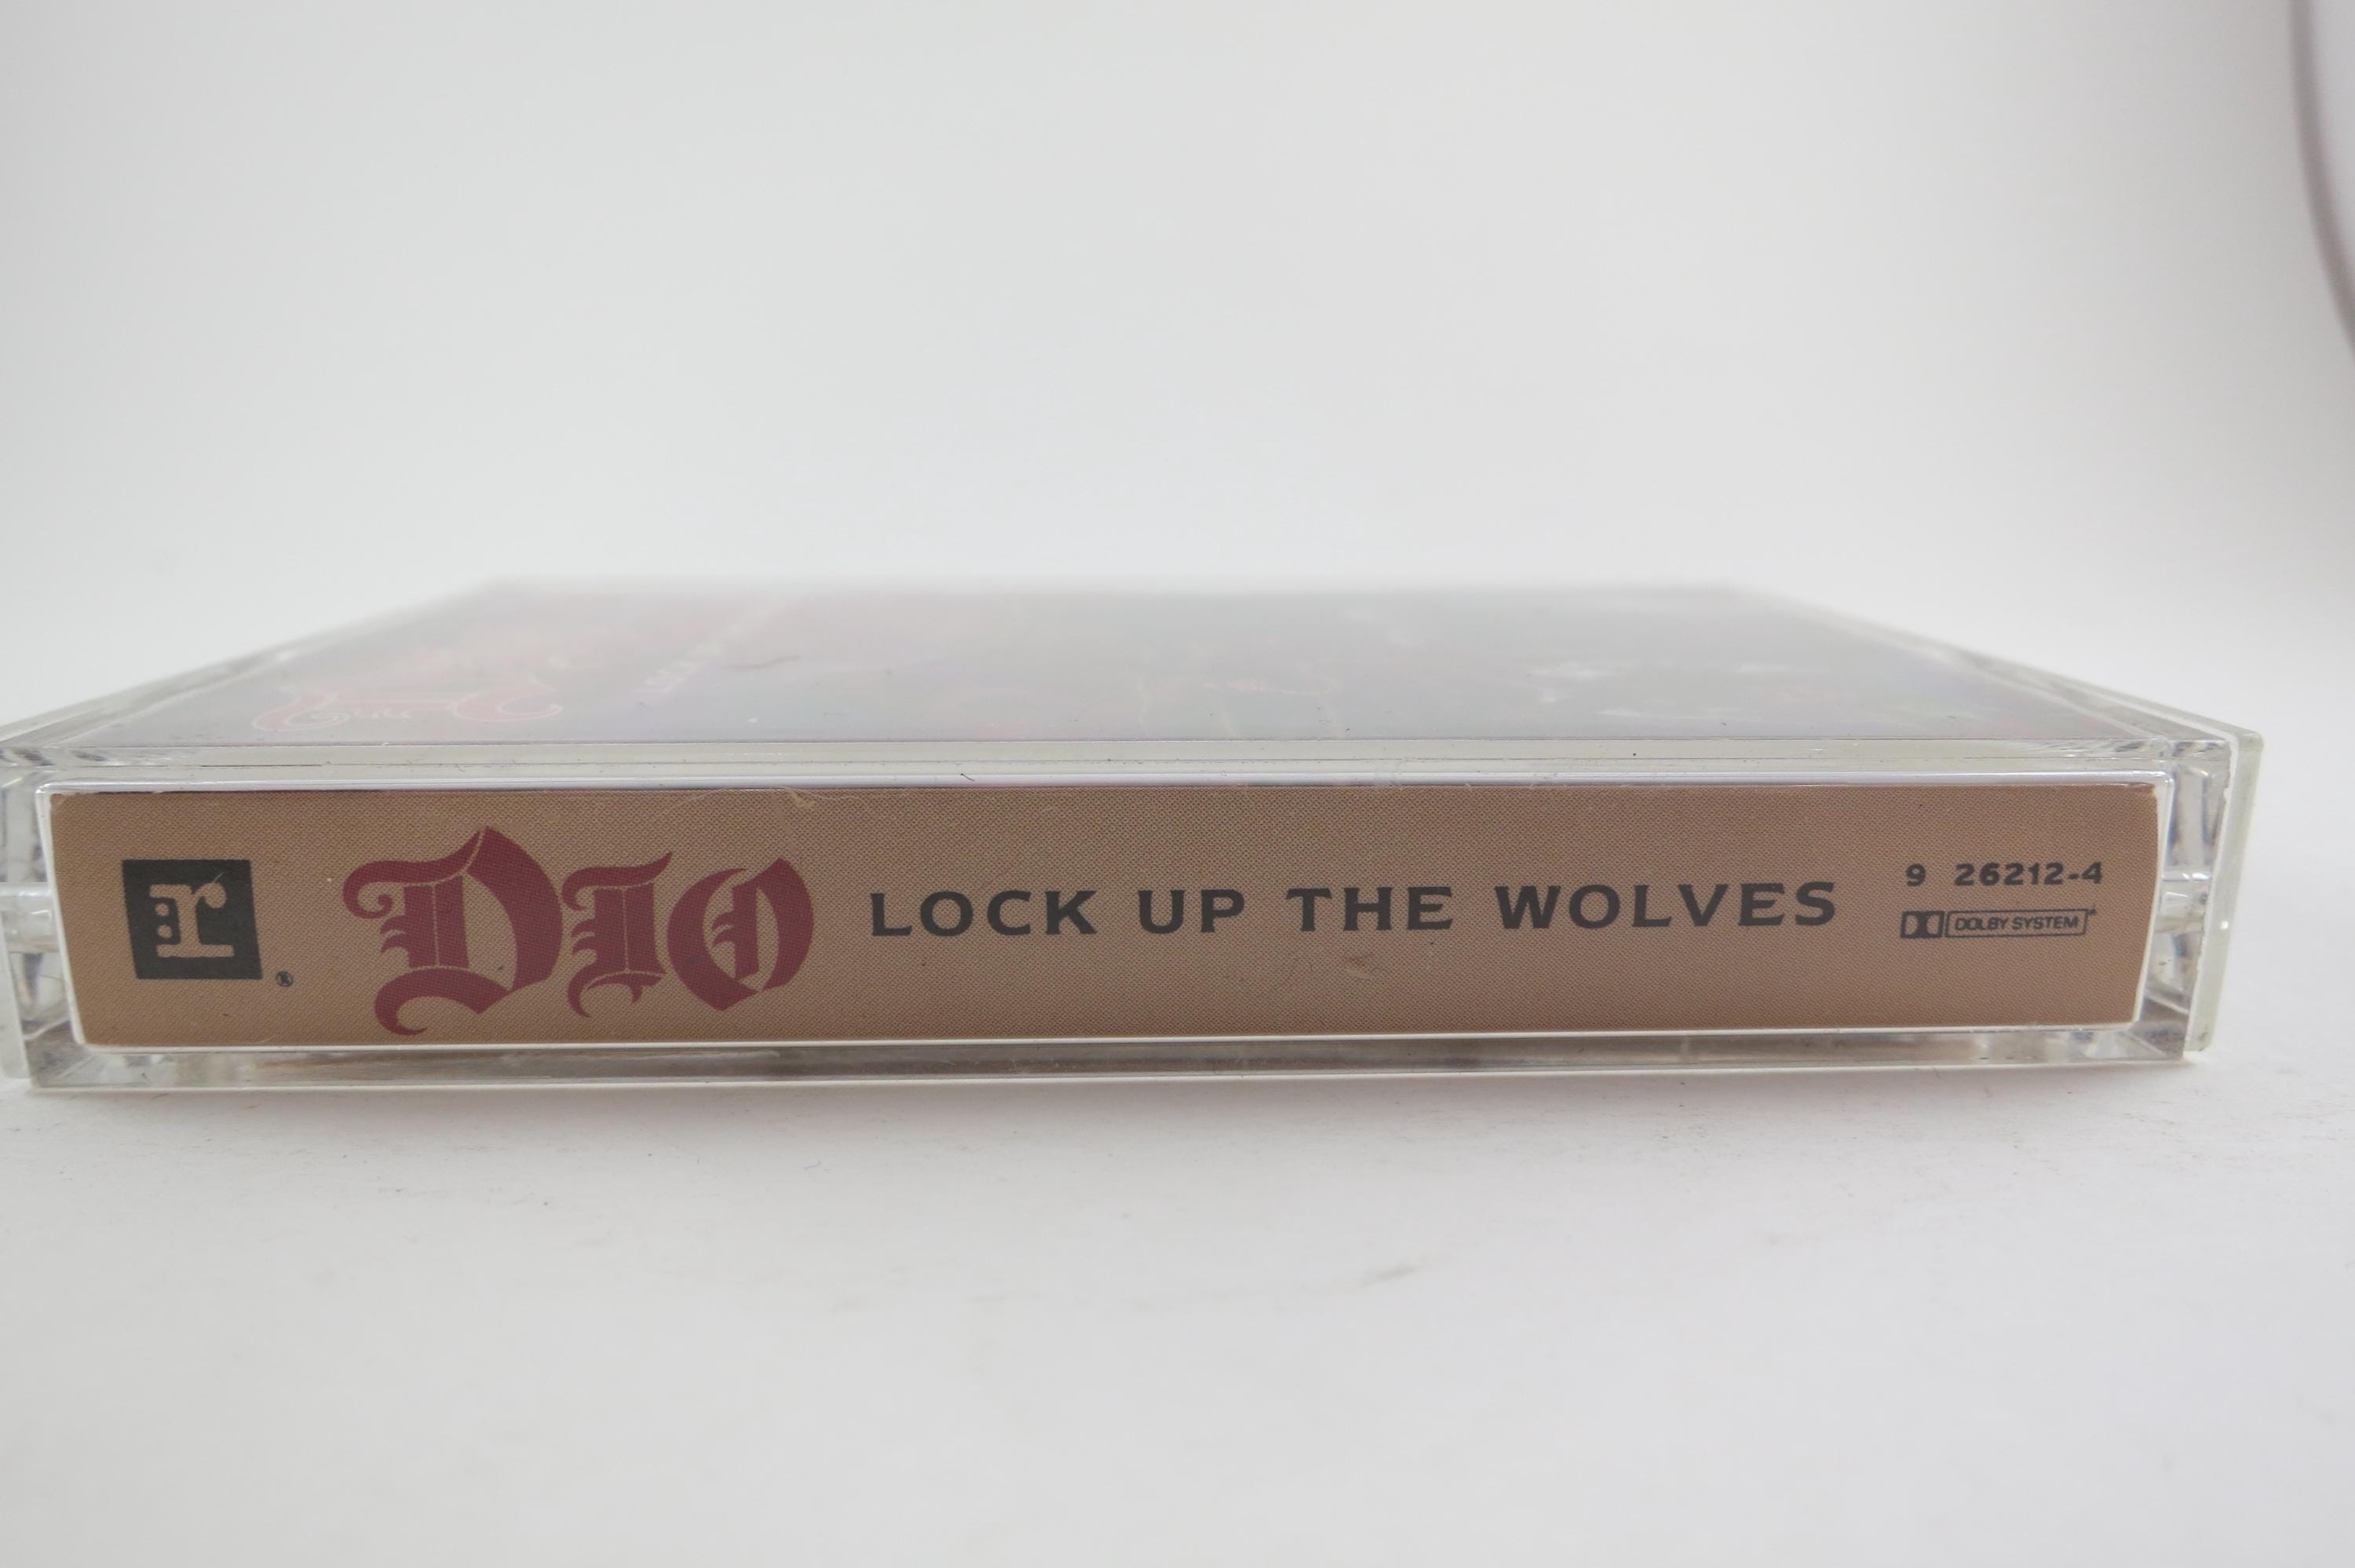 r ®
DIO LOCK UP THE WOLVES
9 26212-4
DOLBY SYSTEM